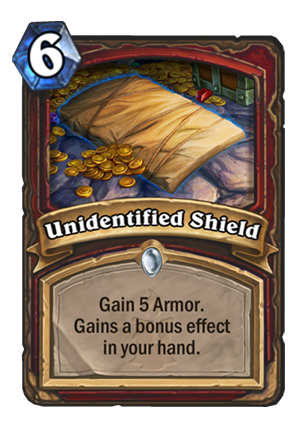 6
Unidentified Shield
Gain 5 Armor.
Gains a bonus effect
in your hand.